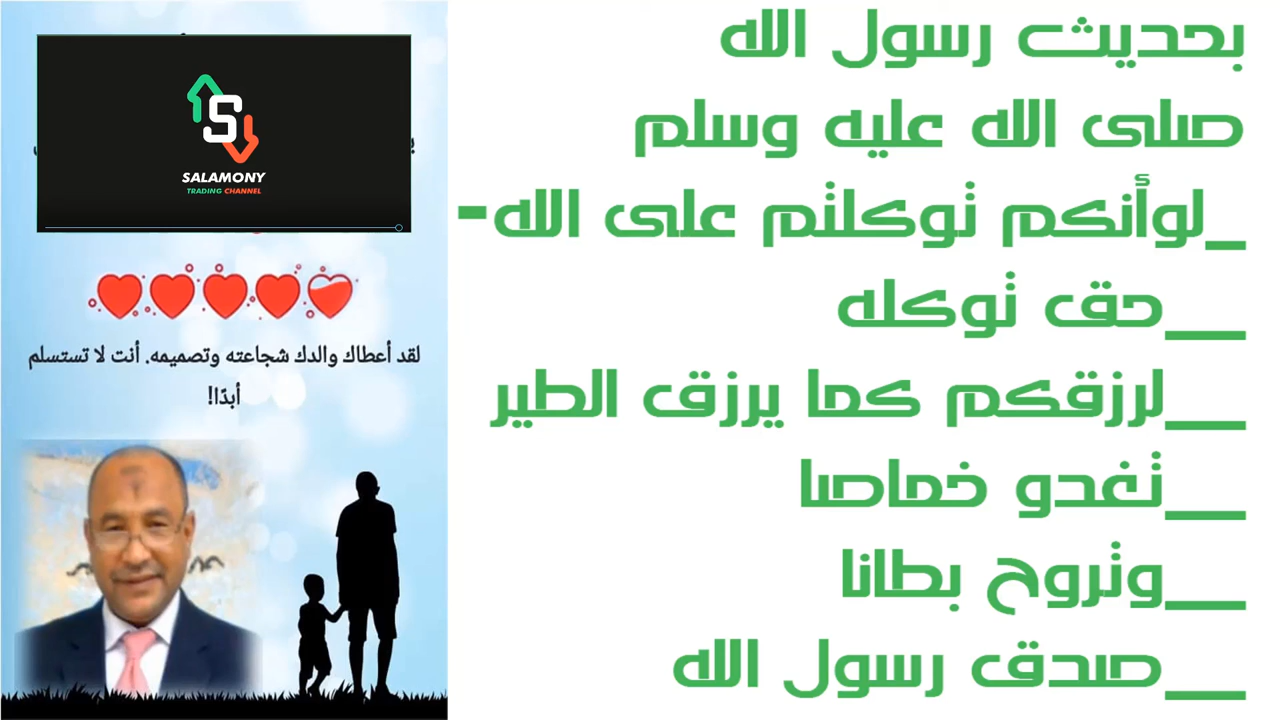 بحديث رسول الله
صلى الله عليه وسلم
_لوأنكم توكلتم على الله-
__حق توكله
__لرزقكم كما يرزق الطير
__تغدو خماصا
__وتروح بطانا
__صدق رسول الله
S
SALAMONY
TRADING CHANNEL
لقد أعطاك والدك شجاعته وتصميمه. أنت لا تستسلم
أبدًا!